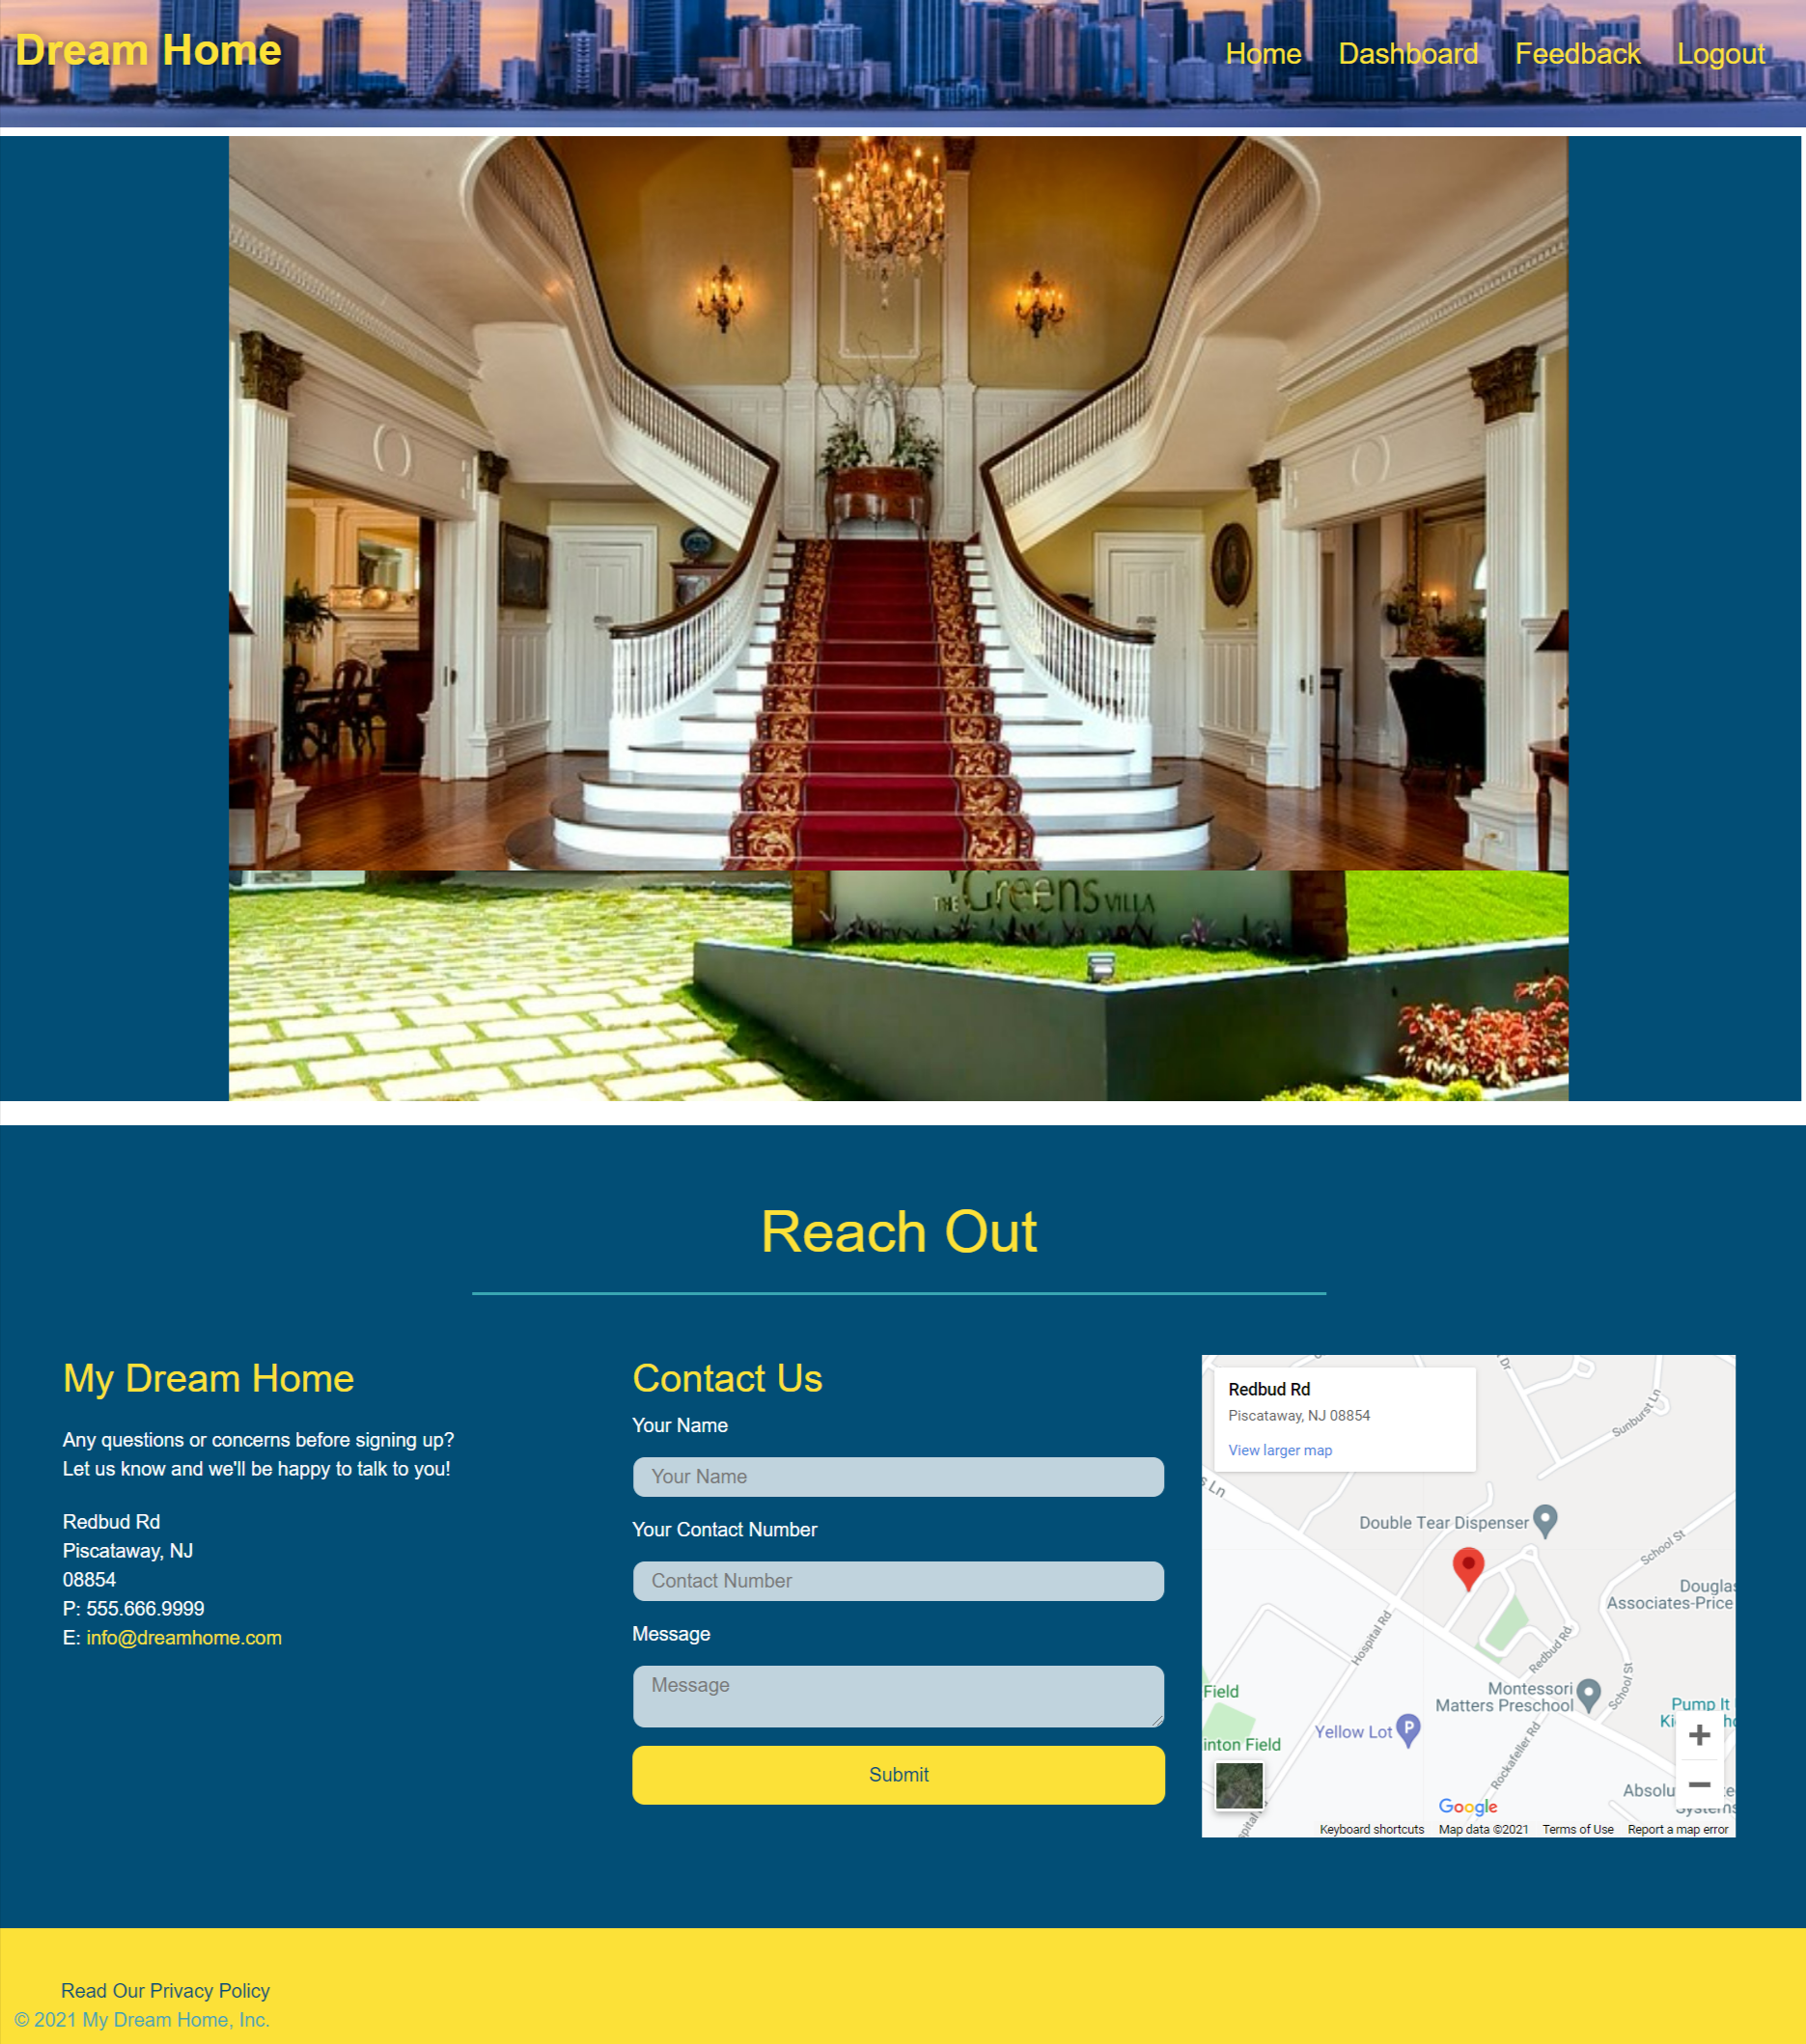 Dream Home
Home Dashboard Feedback Logout
THE Greens VILLA
Reach Out
My Dream Home
Any questions or concerns before signing up?
Let us know and we'll be happy to talk to you!
Redbud Rd
Piscataway, NJ
08854
P: 555.666.9999
E: info@dreamhome.com
Contact Us
Your Name
Your Name
Your Contact Number
Contact Number
Message
Message
Submit
Redbud Rd
Piscataway, NJ 08854
View larger map
Dr
Sunburst Ln
s Ln
Double Tear Dispenser
School St
Douglas
Associates-Price
Hospital Rd
Redbud Rd
School St
Field
Montessori
Matters Preschool
Pump It
Yellow Lot
P
inton Field
Rockafeller Rd
Google
Keyboard shortcuts Map data ©2021 Terms of Use Report a map error
Read Our Privacy Policy
© 2021 My Dream Home, Inc.